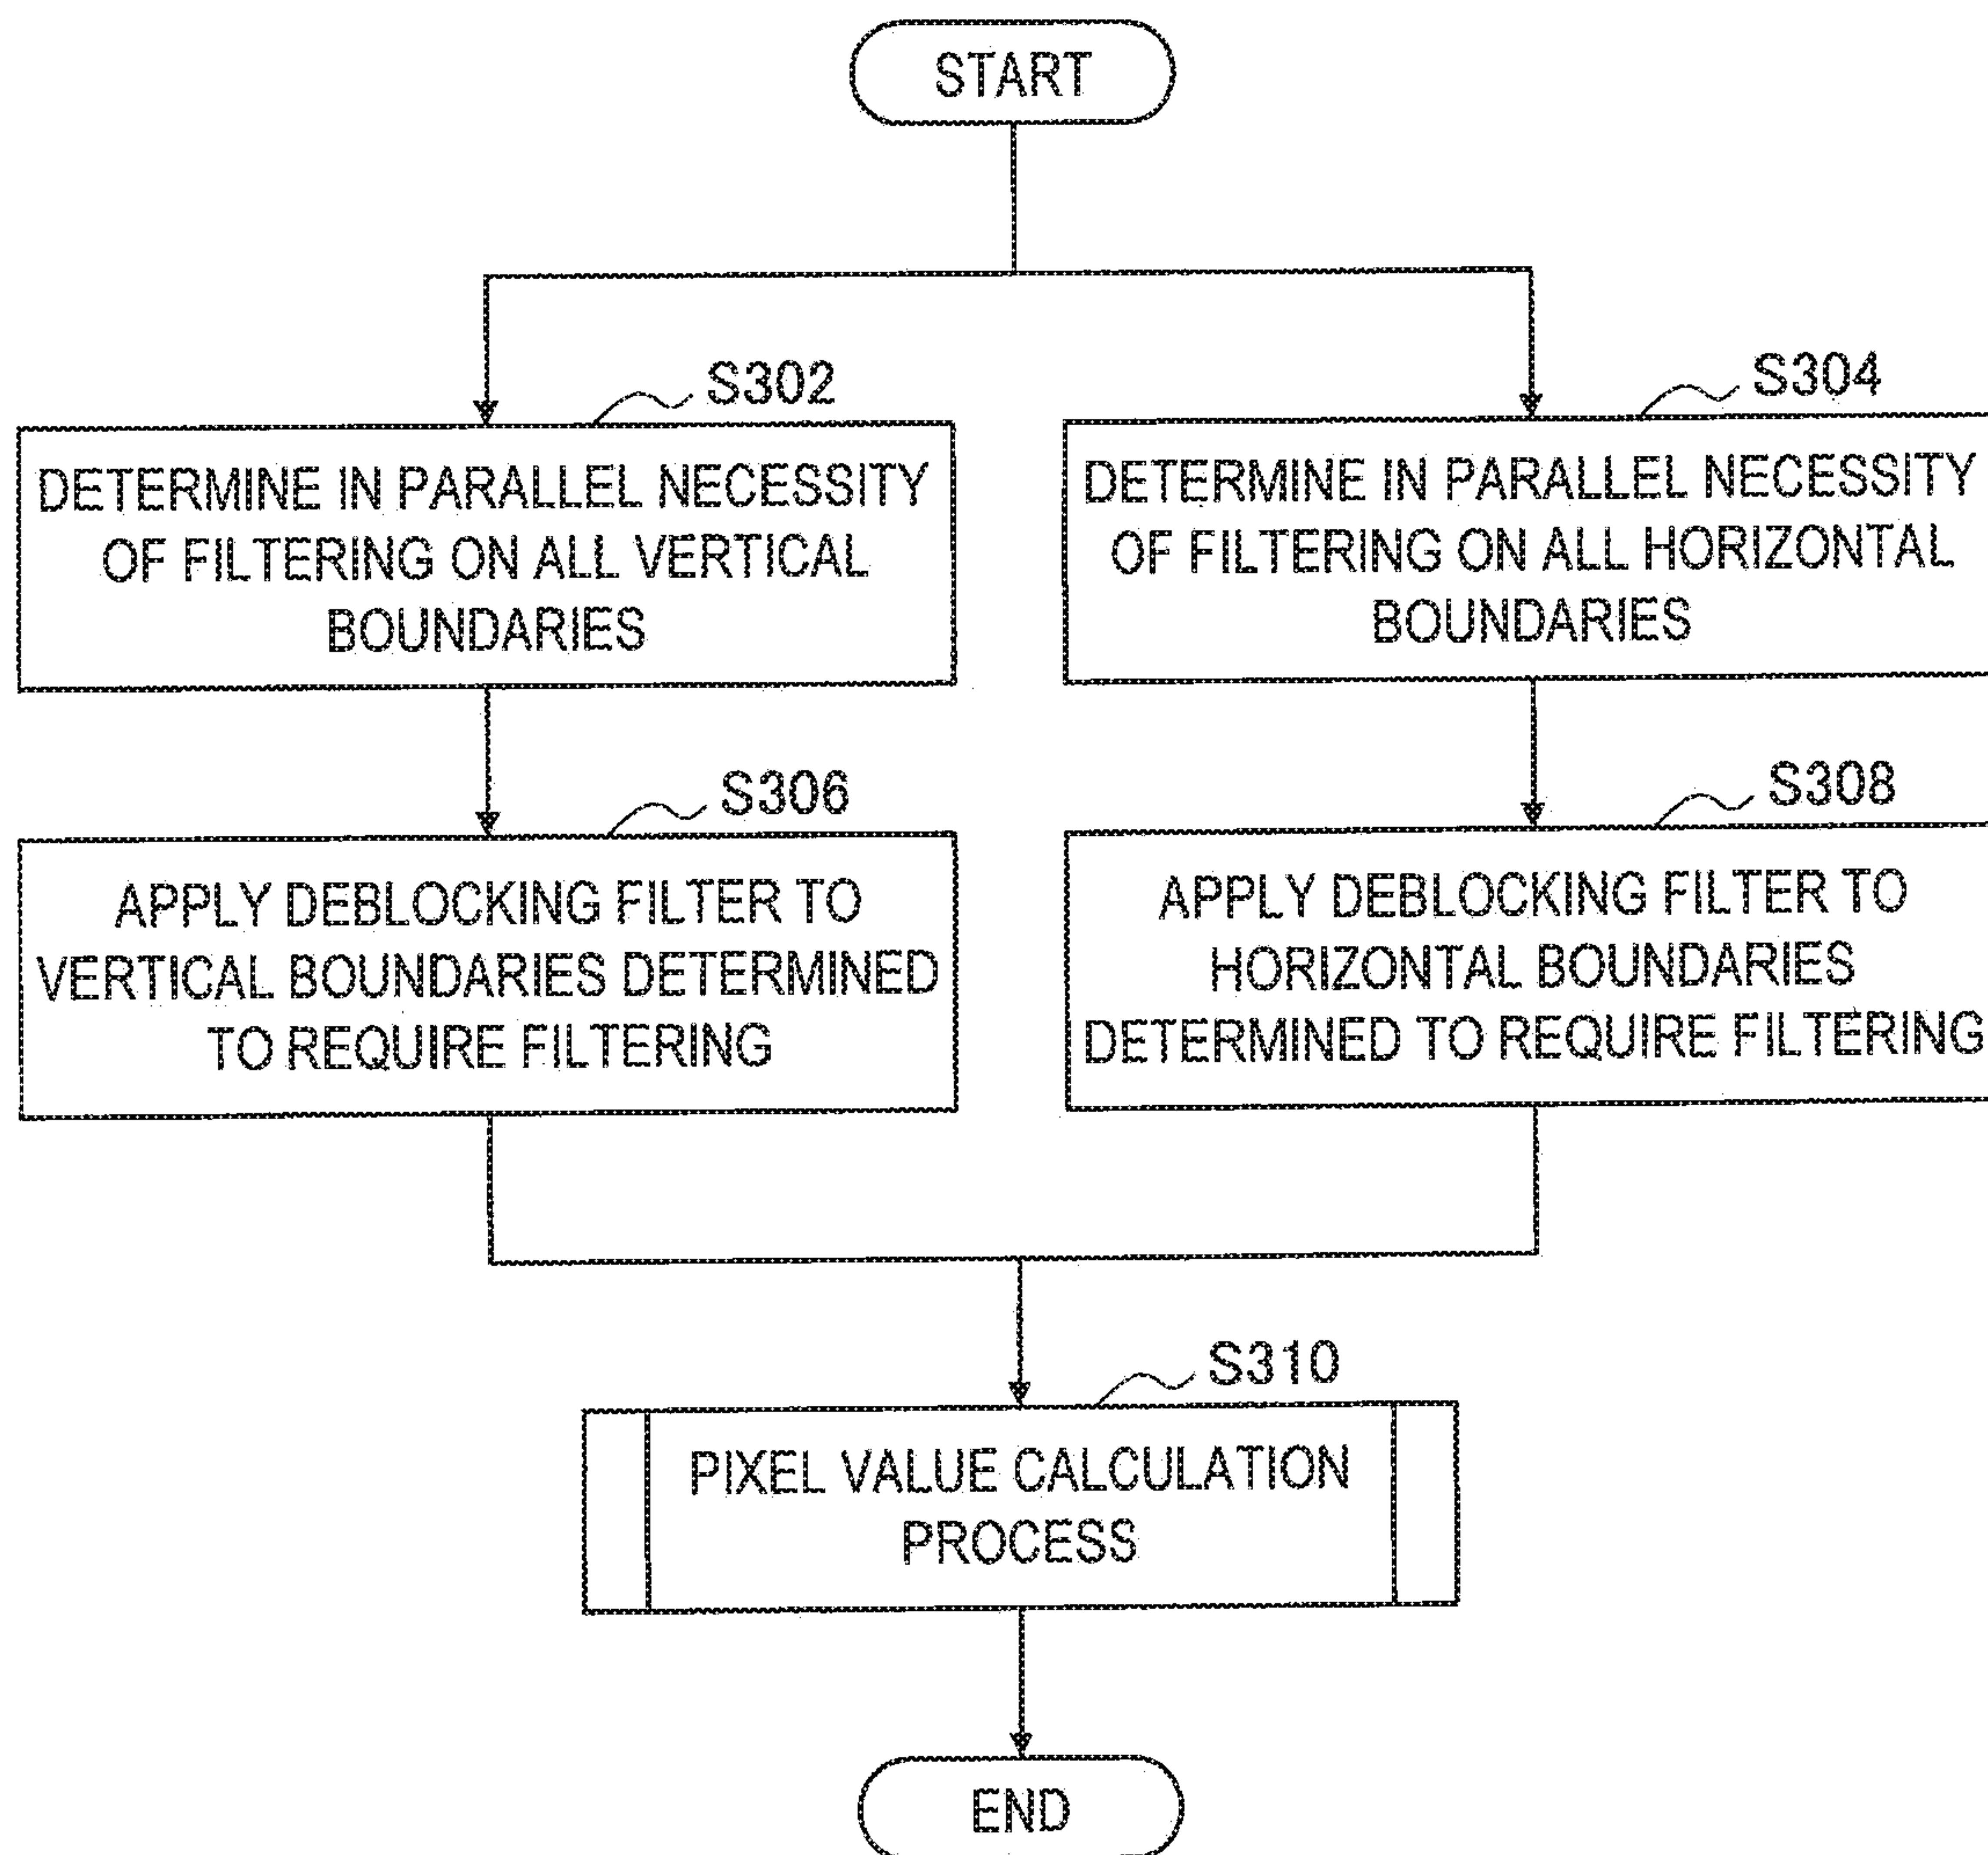 START
S302
DETERMINE IN PARALLEL NECESSITY
OF FILTERING ON ALL VERTICAL
BOUNDARIES
S304
DETERMINE IN PARALLEL NECESSITY
OF FILTERING ON ALL HORIZONTAL
BOUNDARIES
S306
APPLY DEBLOCKING FILTER TO
VERTICAL BOUNDARIES DETERMINED
TO REQUIRE FILTERING
S308
APPLY DEBLOCKING FILTER TO
HORIZONTAL BOUNDARIES
DETERMINED TO REQUIRE FILTERING
S310
PIXEL VALUE CALCULATION
PROCESS
END